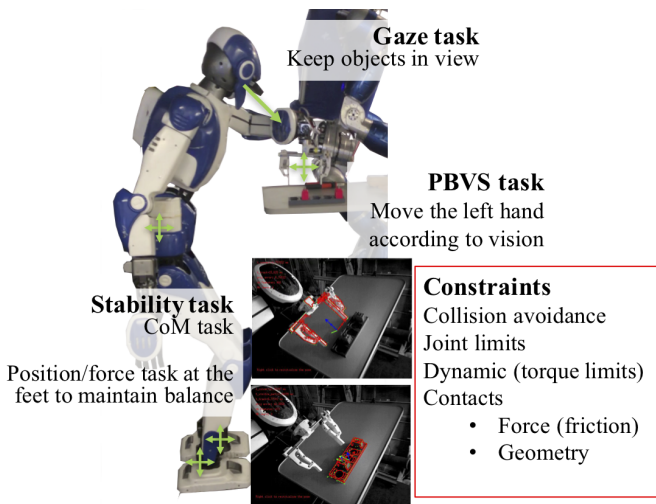 Gaze task
Keep objects in view
PBVS task
Move the left hand
according to vision
Stability task
CoM task
Position/force task at the
feet to maintain balance
Constraints
Collision avoidance
Joint limits
Dynamic (torque limits)
Contacts
• Force (friction)
• Geometry